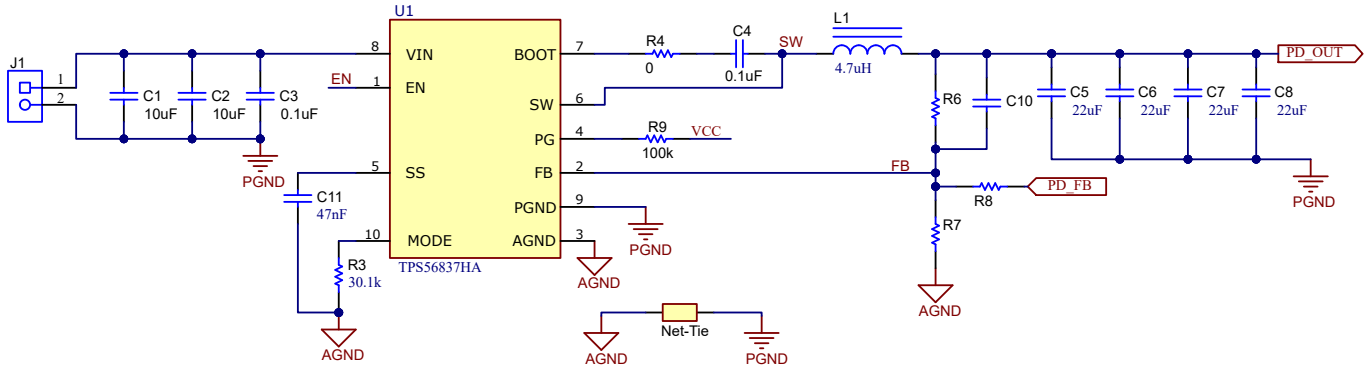 U1
J1
1
2
C1
10uF
C2
10uF
C3
0.1uF
PGND
EN
8
VIN
1
EN
5
SS
10
MODE
BOOT
7
SW
6
PG
4
FB
2
PGND
9
AGND
3
TPS56837HA
C11
47nF
R3
30.1k
AGND
R4
0
C4
0.1uF
SW
L1
4.7uH
R9
100k
VCC
FB
PGND
AGND
R6
C10
C5
22uF
C6
22uF
C7
22uF
C8
22uF
PD_OUT
PGND
R8
PD_FB
R7
AGND
AGND
Net-Tie
PGND